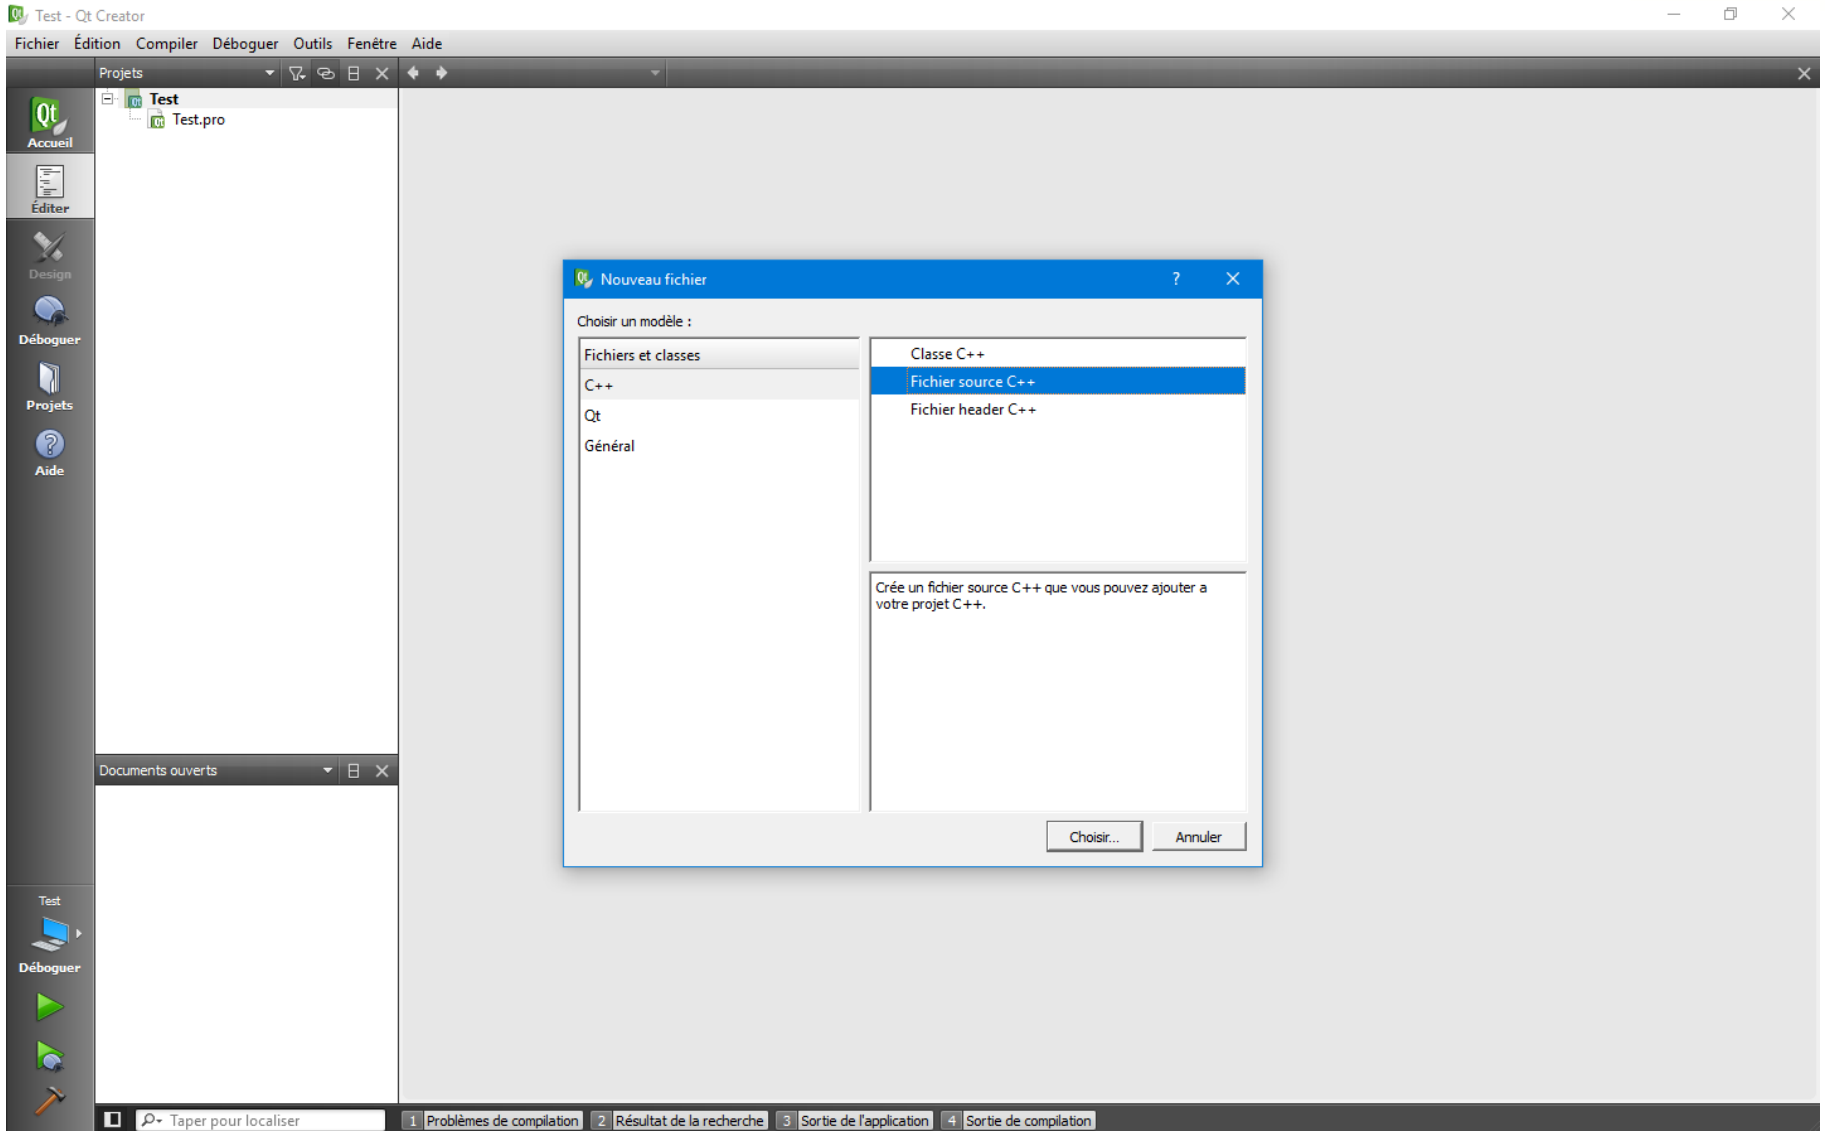 Test - Qt Creator
Fichier Édition Compiler Déboguer Outils Fenêtre Aide
Projets
Test
Test.pro
Qt
Accueil
Éditer
Design
Déboguer
Projets
Aide
Nouveau fichier
Choisir un modèle :
Fichiers et classes
C++
Qt
Général
Classe C++
Fichier source C++
Fichier header C++
Crée un fichier source C++ que vous pouvez ajouter a
votre projet C++.
Choisir...
Annuler
Documents ouverts
Test
Déboguer
Taper pour localiser
1 Problèmes de compilation 2 Résultat de la recherche 3 Sortie de l'application 4 Sortie de compilation